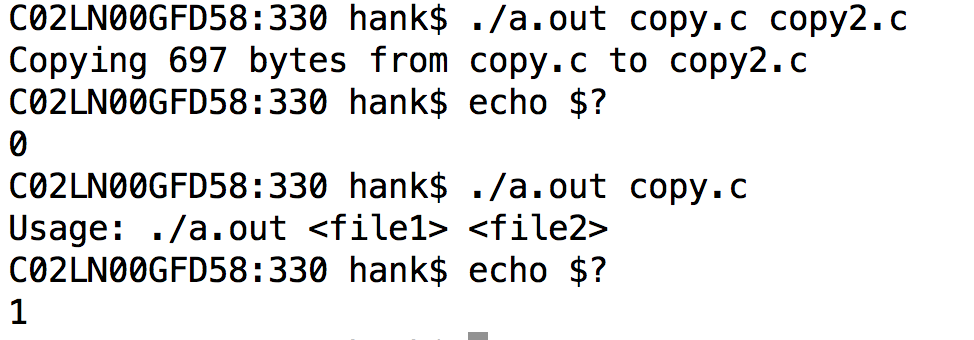 C02LN00GFD58:330 hank$ ./a.out copy.c copy2.c
Copying 697 bytes from copy.c to copy2.c
C02LN00GFD58:330 hank$ echo $?
0
C02LN00GFD58:330 hank$ ./a.out copy.c
Usage: ./a.out <file1> <file2>
C02LN00GFD58:330 hank$ echo $?
1